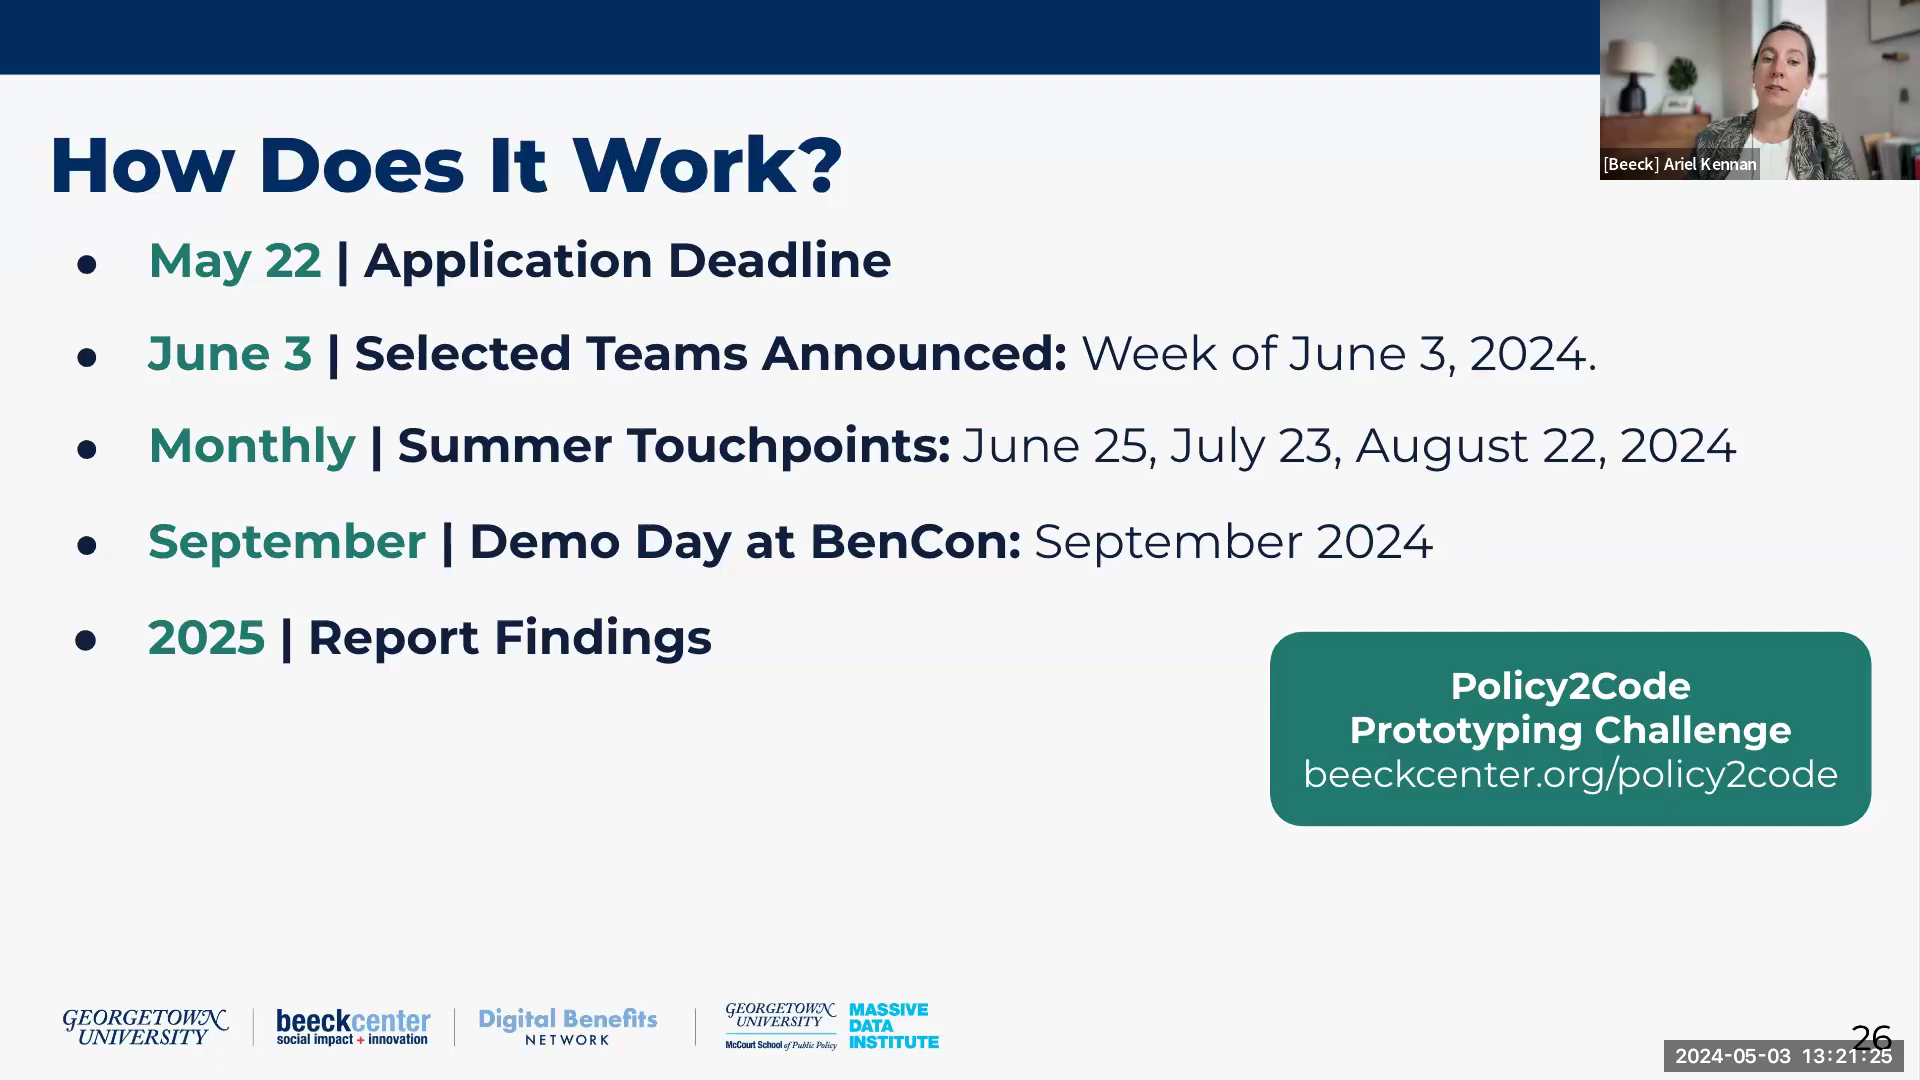 [Beeck] Ariel Kennan
How Does It Work?
● May 22 | Application Deadline
● June 3 | Selected Teams Announced: Week of June 3, 2024.
● Monthly | Summer Touchpoints: June 25, July 23, August 22, 2024
● September | Demo Day at BenCon: September 2024
● 2025 | Report Findings
Policy2Code
Prototyping Challenge
beeckcenter.org/policy2code
GEORGETOWN
UNIVERSITY
beeckcenter
social impact + innovation
Digital Benefits
NETWORK
GEORGETOWN
UNIVERSITY
McCourt School of Public Policy
MASSIVE
DATA
INSTITUTE
26
2024-05-03 13:21:25